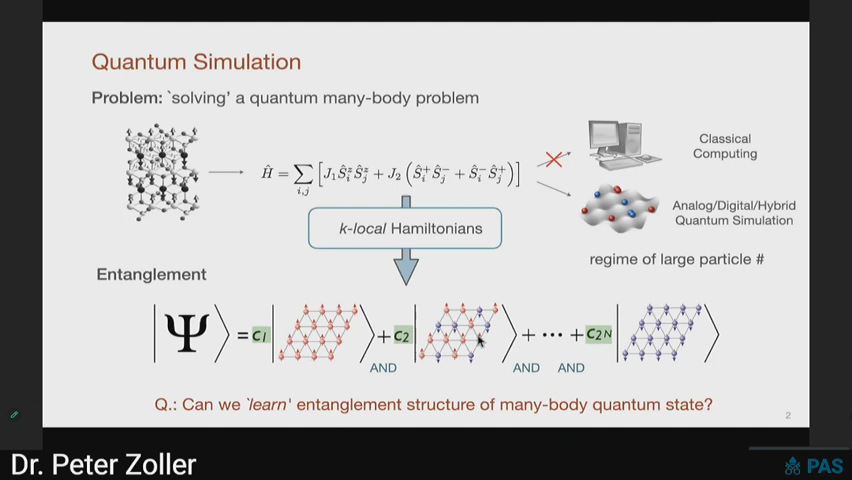 Quantum Simulation
Problem: `solving' a quantum many-body problem
Ĥ = ∑_{i,j} [J₁Ŝᵢᶻ Ŝⱼᶻ + J₂ (Ŝᵢ⁺Ŝⱼ⁻ + Ŝᵢ⁻Ŝⱼ⁺)]
Classical
Computing
k-local Hamiltonians
Analog/Digital/Hybrid
Quantum Simulation
regime of large particle #
Entanglement
|Ψ⟩ = C1 | ⟩ + C2 | ⟩ + ··· + C2N | ⟩
AND AND AND
Q.: Can we `learn' entanglement structure of many-body quantum state?
2
Dr. Peter Zoller
PAS